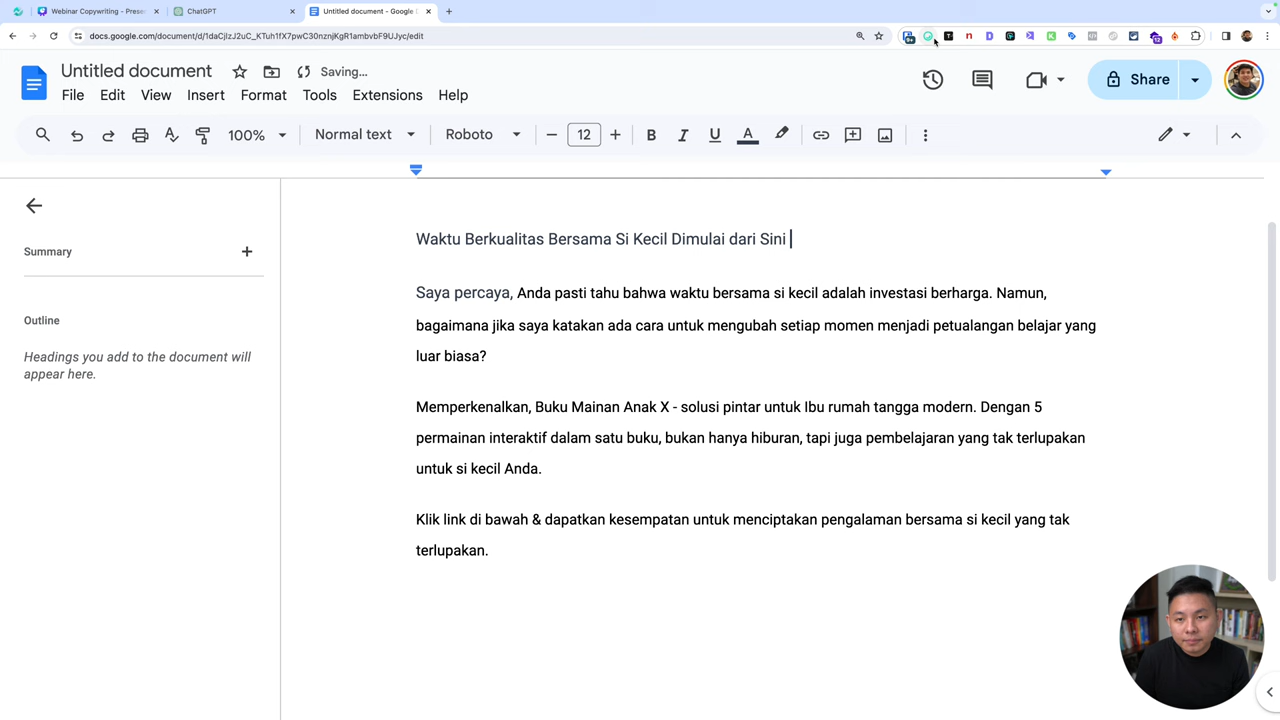 Webinar Copywriting - Prese
ChatGPT
Untitled document - Google
docs.google.com/document/d/1daCjIzJ2uC_KTuh1fX7pwC30nznjKgR1ambvbF9UJyc/edit
Untitled document
Saving...
File Edit View Insert Format Tools Extensions Help
Share
100% Normal text Roboto 12 B I U A
Summary
Outline
Headings you add to the document will
appear here.
Waktu Berkualitas Bersama Si Kecil Dimulai dari Sini
Saya percaya, Anda pasti tahu bahwa waktu bersama si kecil adalah investasi berharga. Namun,
bagaimana jika saya katakan ada cara untuk mengubah setiap momen menjadi petualangan belajar yang
luar biasa?
Memperkenalkan, Buku Mainan Anak X - solusi pintar untuk Ibu rumah tangga modern. Dengan 5
permainan interaktif dalam satu buku, bukan hanya hiburan, tapi juga pembelajaran yang tak terlupakan
untuk si kecil Anda.
Klik link di bawah & dapatkan kesempatan untuk menciptakan pengalaman bersama si kecil yang tak
terlupakan.